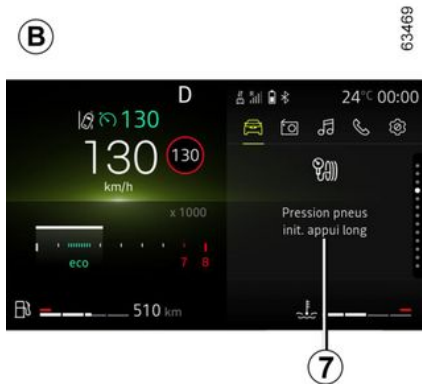 B
63469
D
24°C 00:00
130
130
130
km/h
x 1000
Pression pneus
init. appui long
eco
7 8
510 km
7